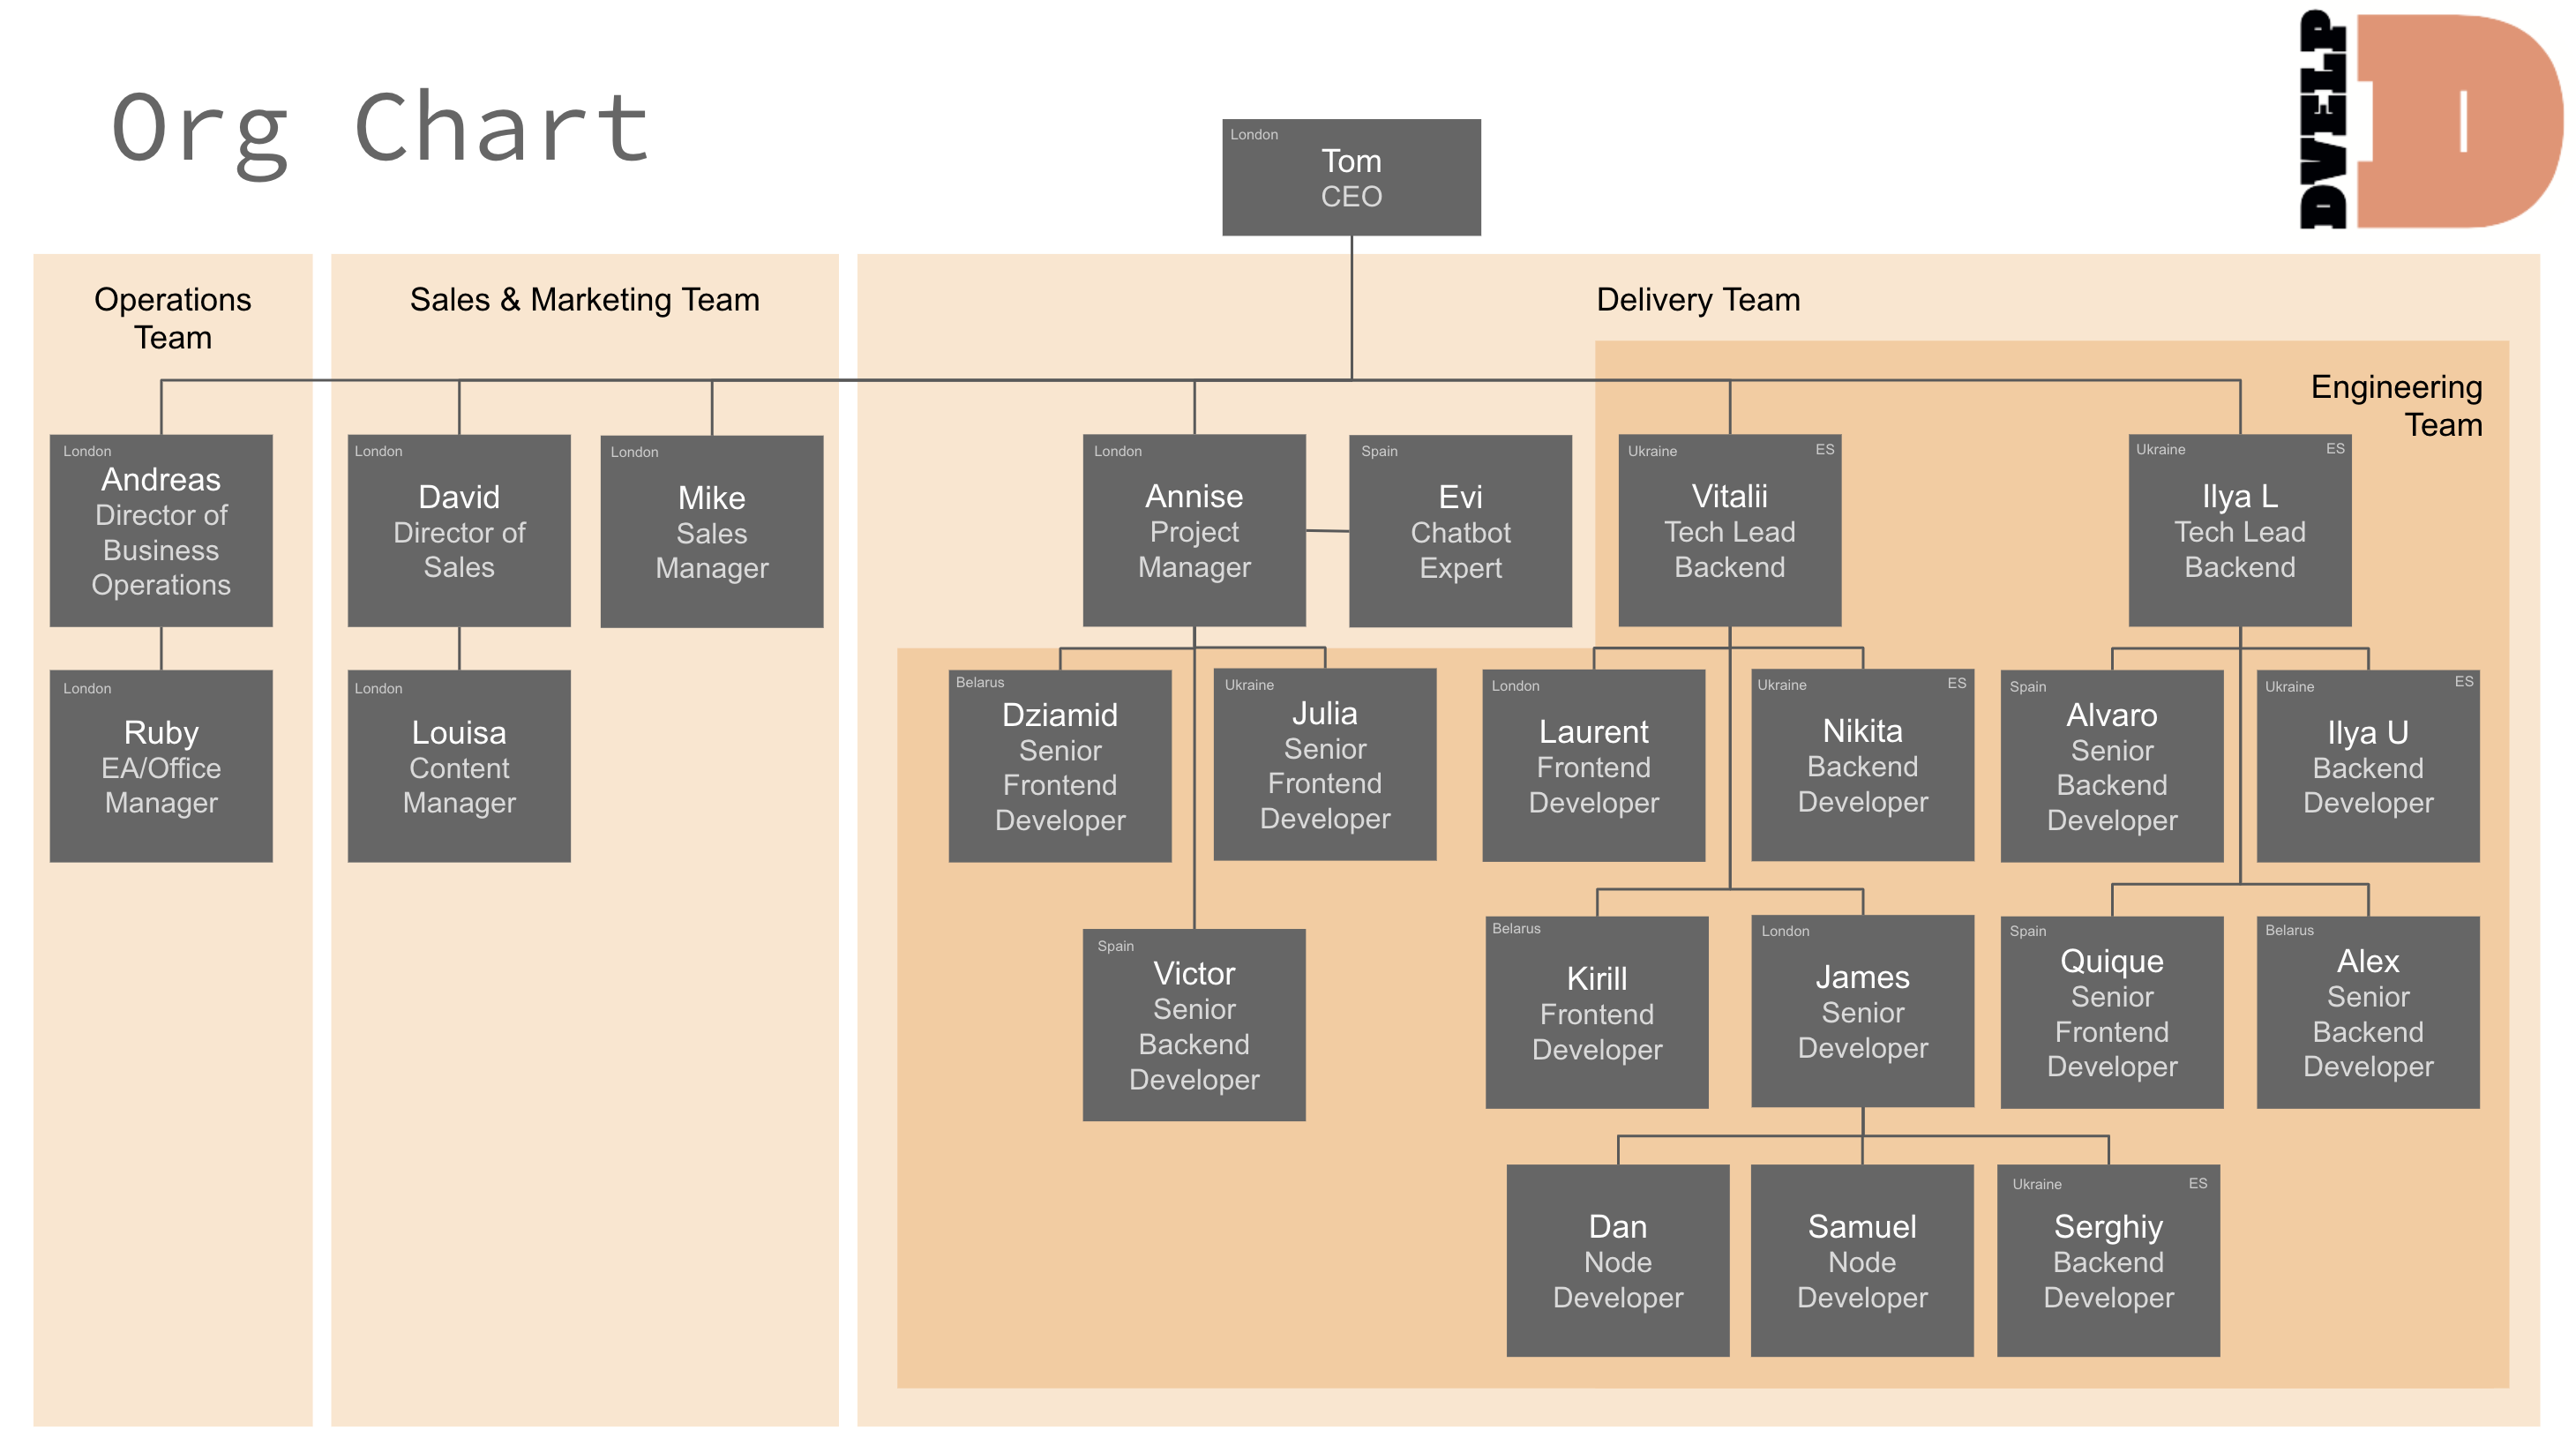 Org Chart
DVELP
London
Tom
CEO
Operations
Team
Sales & Marketing Team
Delivery Team
Engineering
Team
London
Andreas
Director of
Business
Operations
London
David
Director of
Sales
London
Mike
Sales
Manager
London
Annise
Project
Manager
Spain
Evi
Chatbot
Expert
Ukraine ES
Vitalii
Tech Lead
Backend
Ukraine ES
Ilya L
Tech Lead
Backend
London
Ruby
EA/Office
Manager
London
Louisa
Content
Manager
Belarus
Dziamid
Senior
Frontend
Developer
Ukraine
Julia
Senior
Frontend
Developer
London
Laurent
Frontend
Developer
Ukraine ES
Nikita
Backend
Developer
Spain
Alvaro
Senior
Backend
Developer
Ukraine ES
Ilya U
Backend
Developer
Spain
Victor
Senior
Backend
Developer
Belarus
Kirill
Frontend
Developer
London
James
Senior
Developer
Spain
Quique
Senior
Frontend
Developer
Belarus
Alex
Senior
Backend
Developer
Dan
Node
Developer
Samuel
Node
Developer
Ukraine ES
Serghiy
Backend
Developer